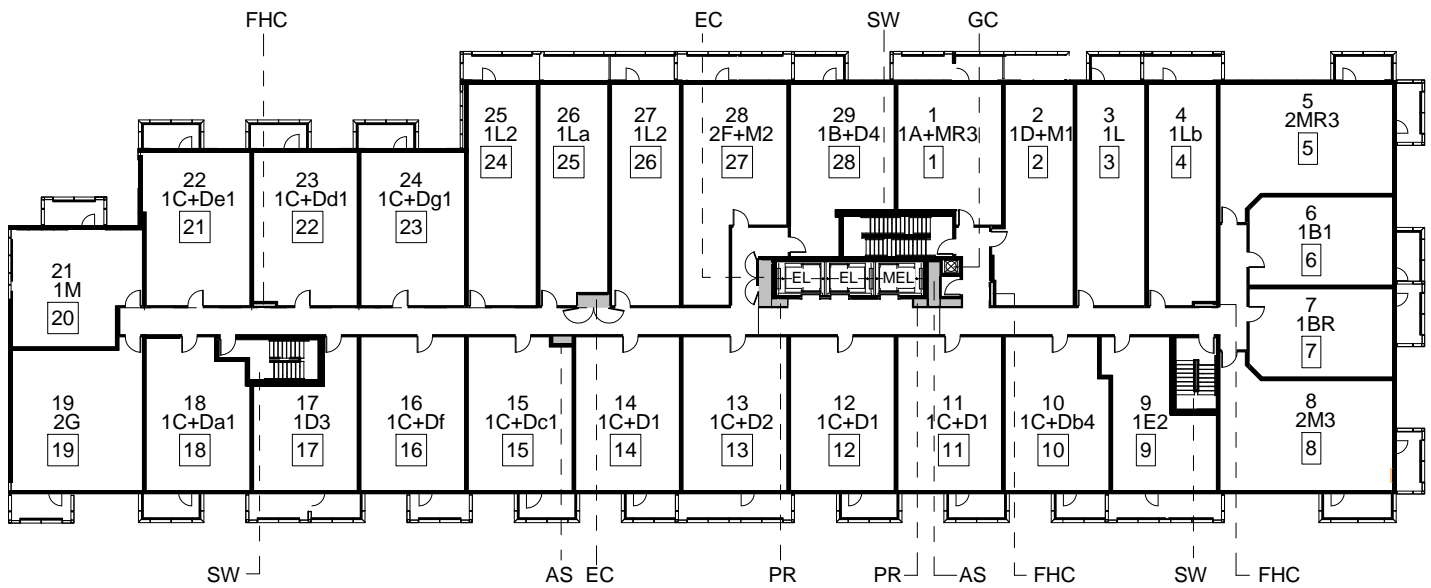 FHC
EC
SW
GC
25
1L2
24
26
1La
25
27
1L2
26
28
2F+M2
27
29
1B+D4
28
1
1A+MR3
1
2
1D+M1
2
3
1L
3
4
1Lb
4
5
2MR3
5
22
1C+De1
21
23
1C+Dd1
22
24
1C+Dg1
23
6
1B1
6
21
1M
20
EL
EL
MEL
7
1BR
7
19
2G
19
18
1C+Da1
18
17
1D3
17
16
1C+Df
16
15
1C+Dc1
15
14
1C+D1
14
13
1C+D2
13
12
1C+D1
12
11
1C+D1
11
10
1C+Db4
10
9
1E2
9
8
2M3
8
SW
AS
EC
PR
PR
AS
FHC
SW
FHC